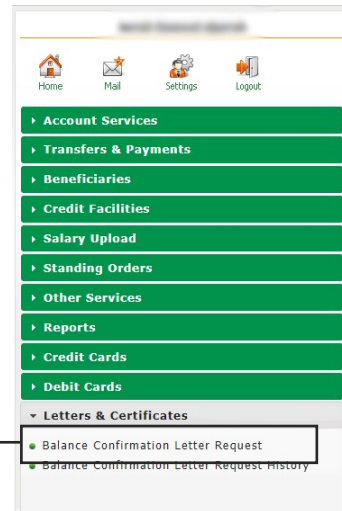 Home Mail Settings Logout
Account Services
Transfers & Payments
Beneficiaries
Credit Facilities
Salary Upload
Standing Orders
Other Services
Reports
Credit Cards
Debit Cards
Letters & Certificates
Balance Confirmation Letter Request
Balance Confirmation Letter Request History